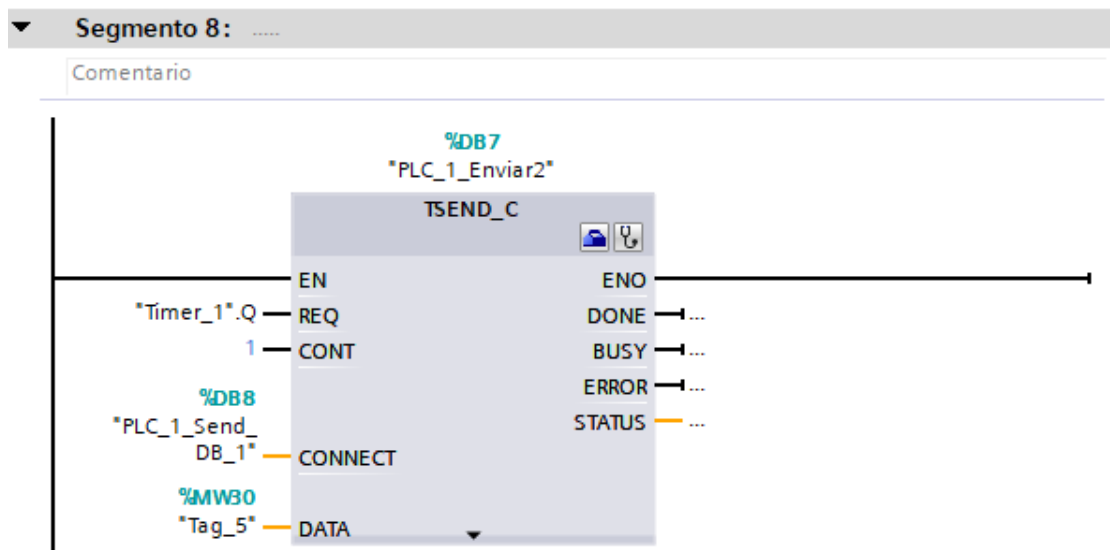 Segmento 8: .....
Comentario
%DB7
"PLC_1_Enviar2"
TSEND_C
EN ENO
"Timer_1".Q REQ DONE ...
1 CONT BUSY ...
ERROR ...
%DB8
"PLC_1_Send_
DB_1" CONNECT
STATUS ...
%MW30
"Tag_5" DATA